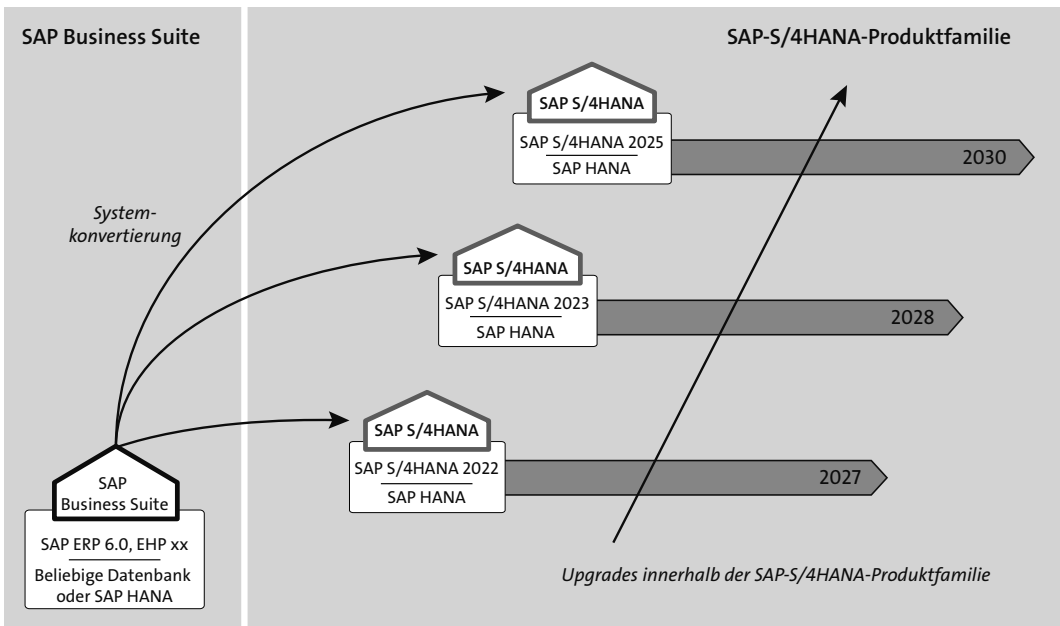 SAP Business Suite
SAP-S/4HANA-Produktfamilie
SAP S/4HANA
SAP S/4HANA 2025
SAP HANA
2030
System-
konvertierung
SAP S/4HANA
SAP S/4HANA 2023
SAP HANA
2028
SAP S/4HANA
SAP S/4HANA 2022
SAP HANA
2027
SAP
Business Suite
SAP ERP 6.0, EHP xx
Beliebige Datenbank
oder SAP HANA
Upgrades innerhalb der SAP-S/4HANA-Produktfamilie